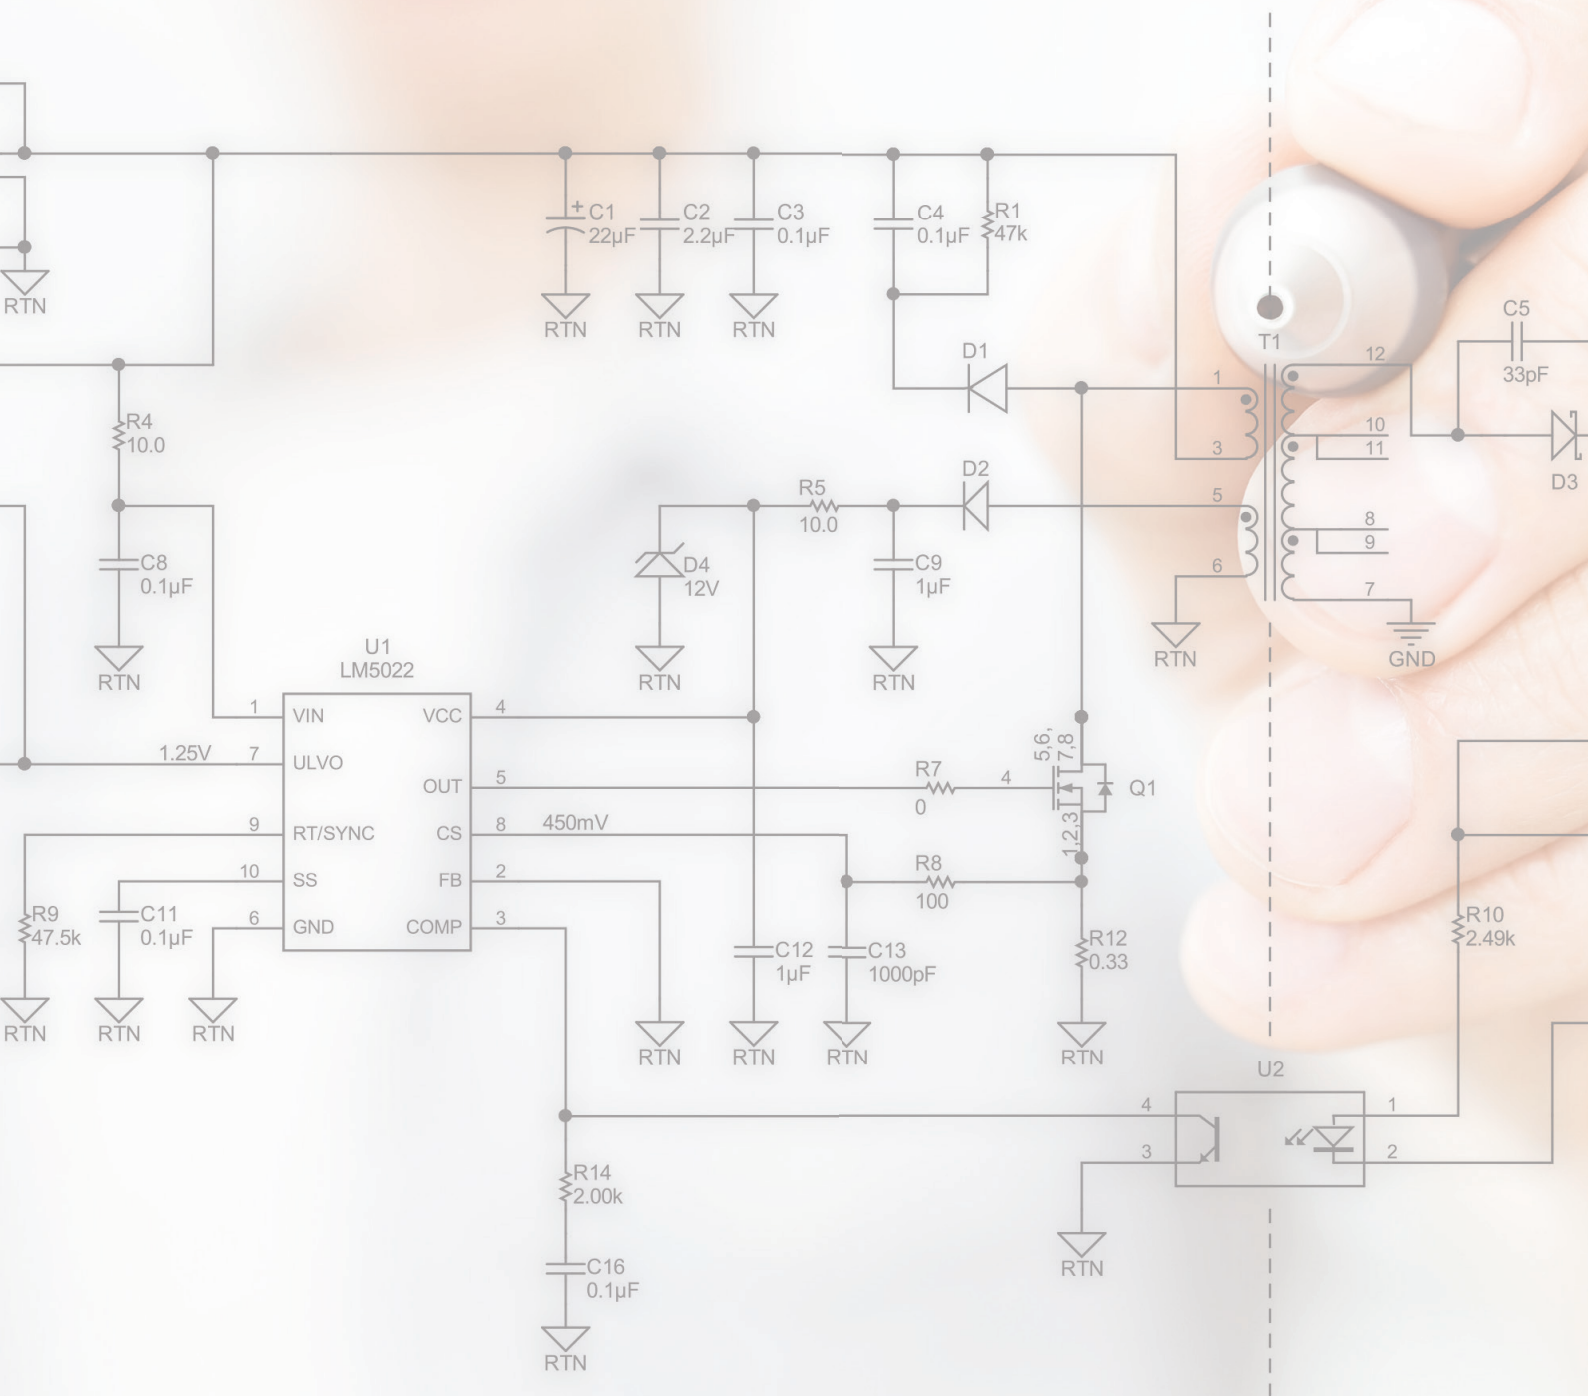 C1
22µF
C2
2.2µF
C3
0.1µF
C4
0.1µF
R1
47k
RTN
RTN
RTN
RTN
C5
33pF
T1
12
D1
1
10
11
3
R4
10.0
D2
5
D3
R5
10.0
8
9
C8
0.1µF
D4
12V
C9
1µF
6
7
RTN
RTN
RTN
RTN
GND
U1
LM5022
1
VIN
VCC
4
1.25V
7
ULVO
5,6,
7,8
OUT
5
R7
0
4
Q1
9
RT/SYNC
CS
8
450mV
1,2,3
10
SS
FB
2
R8
100
6
GND
COMP
3
R9
47.5k
C11
0.1µF
C12
1µF
C13
1000pF
R12
0.33
R10
2.49k
RTN
RTN
RTN
RTN
RTN
RTN
RTN
U2
4
1
3
2
R14
2.00k
RTN
C16
0.1µF
RTN